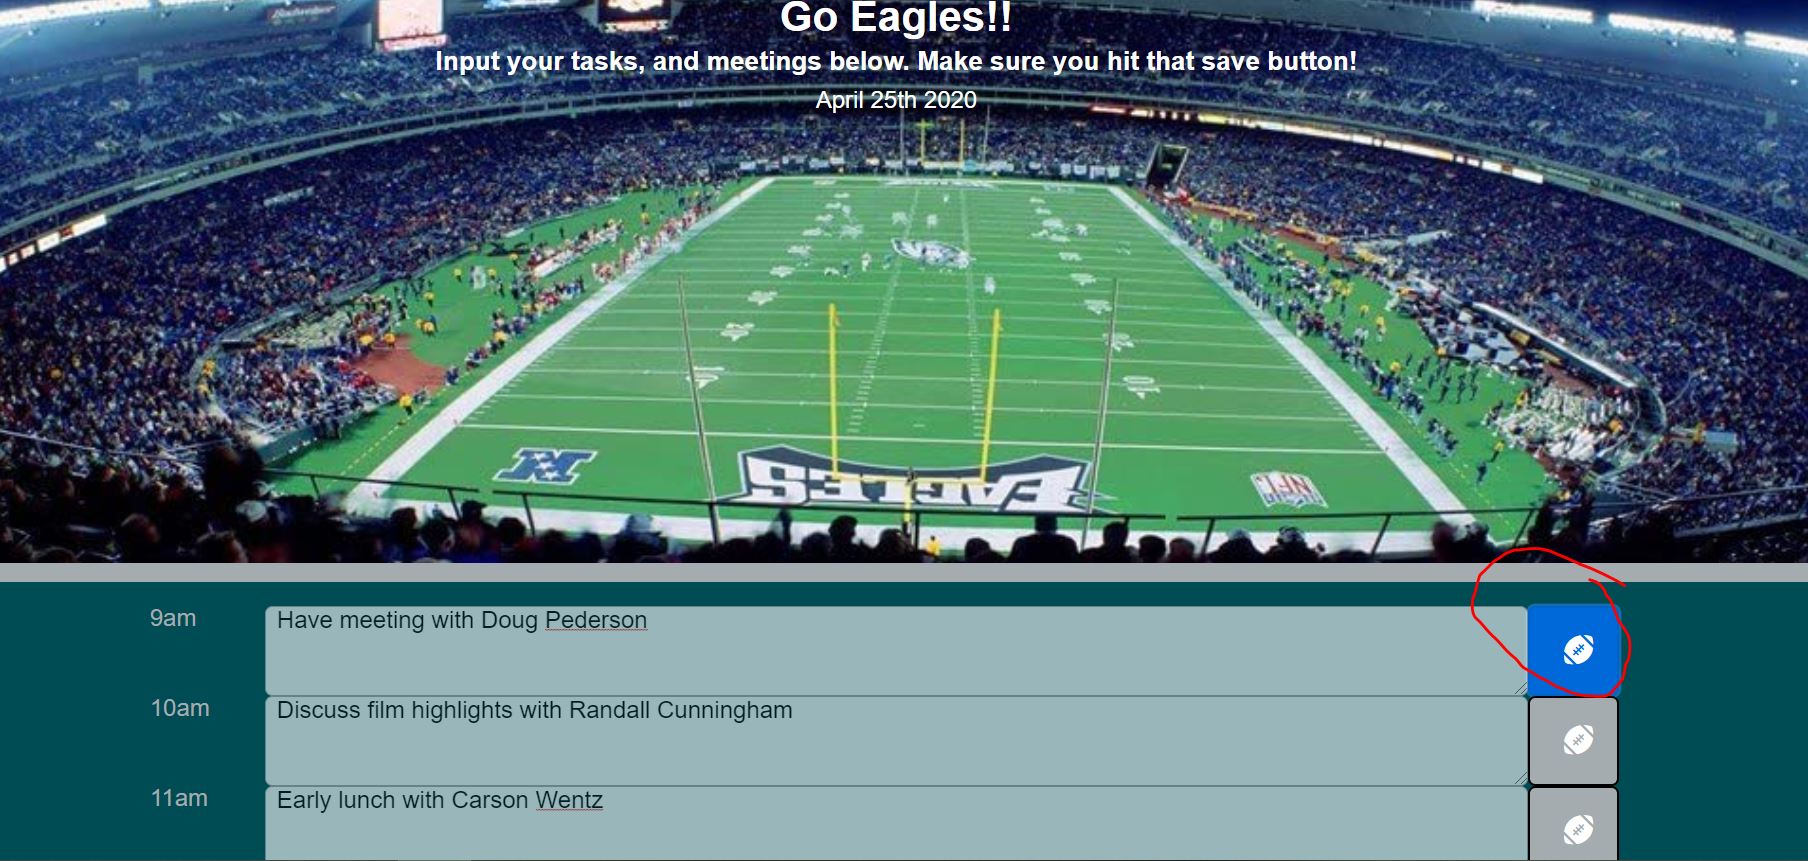 Budweiser
Go Eagles!!
Input your tasks, and meetings below. Make sure you hit that save button!
April 25th 2020
EAGLES
NFL
9am
Have meeting with Doug Pederson
10am
Discuss film highlights with Randall Cunningham
11am
Early lunch with Carson Wentz